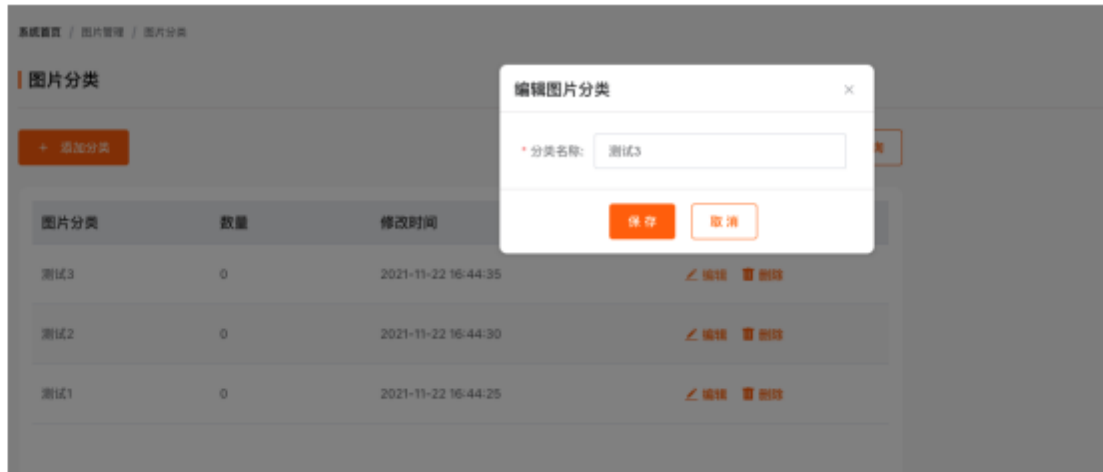 系统首页 / 图片管理 / 图片分类
图片分类
编辑图片分类 ×
+ 添加分类
* 分类名称: 测试3
保存 取消
图片分类 数量 修改时间
测试3 0 2021-11-22 16:44:35 编辑 删除
测试2 0 2021-11-22 16:44:30 编辑 删除
测试1 0 2021-11-22 16:44:25 编辑 删除